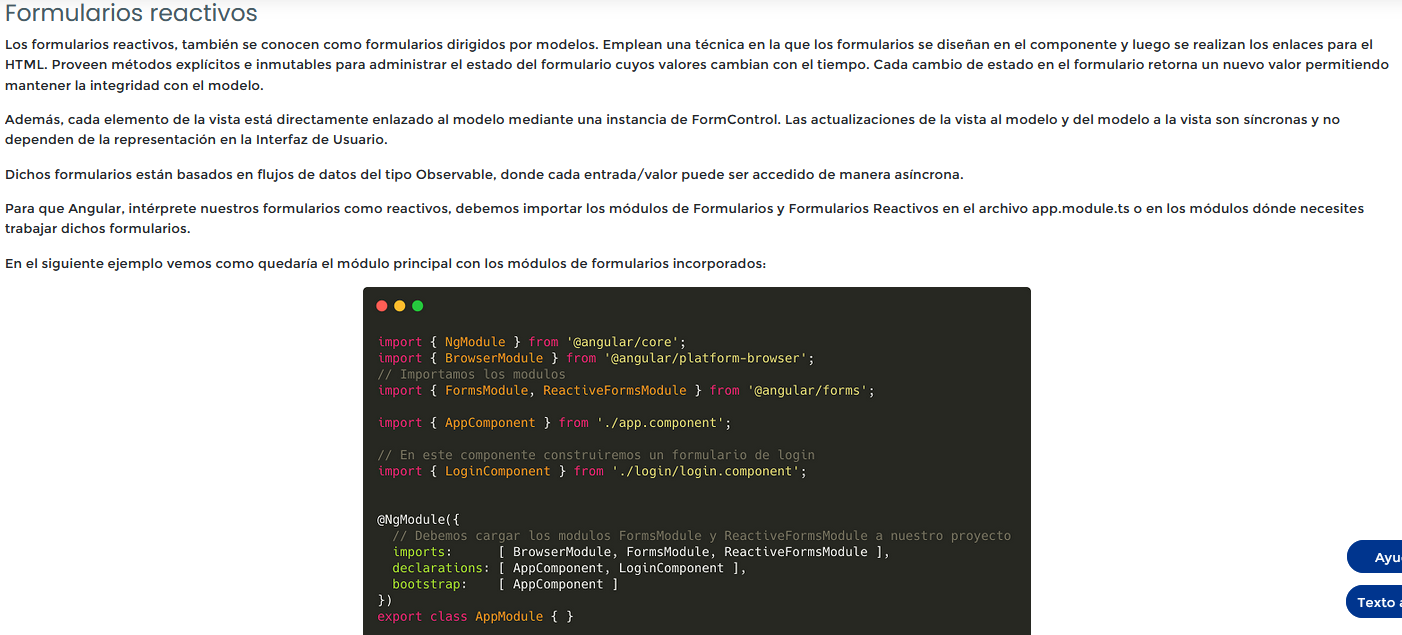 Formularios reactivos
Los formularios reactivos, también se conocen como formularios dirigidos por modelos. Emplean una técnica en la que los formularios se diseñan en el componente y luego se realizan los enlaces para el
HTML. Proveen métodos explícitos e inmutables para administrar el estado del formulario cuyos valores cambian con el tiempo. Cada cambio de estado en el formulario retorna un nuevo valor permitiendo
mantener la integridad con el modelo.
Además, cada elemento de la vista está directamente enlazado al modelo mediante una instancia de FormControl. Las actualizaciones de la vista al modelo y del modelo a la vista son síncronas y no
dependen de la representación en la Interfaz de Usuario.
Dichos formularios están basados en flujos de datos del tipo Observable, donde cada entrada/valor puede ser accedido de manera asíncrona.
Para que Angular, intérprete nuestros formularios como reactivos, debemos importar los módulos de Formularios y Formularios Reactivos en el archivo app.module.ts o en los módulos dónde necesites
trabajar dichos formularios.
En el siguiente ejemplo vemos como quedaría el módulo principal con los módulos de formularios incorporados:
import { NgModule } from '@angular/core';
import { BrowserModule } from '@angular/platform-browser';
// Importamos los modulos
import { FormsModule, ReactiveFormsModule } from '@angular/forms';
import { AppComponent } from './app.component';
// En este componente construiremos un formulario de login
import { LoginComponent } from './login/login.component';
@NgModule({
// Debemos cargar los modulos FormsModule y ReactiveFormsModule a nuestro proyecto
imports: [ BrowserModule, FormsModule, ReactiveFormsModule ],
declarations: [ AppComponent, LoginComponent ],
bootstrap: [ AppComponent ]
})
export class AppModule { }
Ayu
Texto a